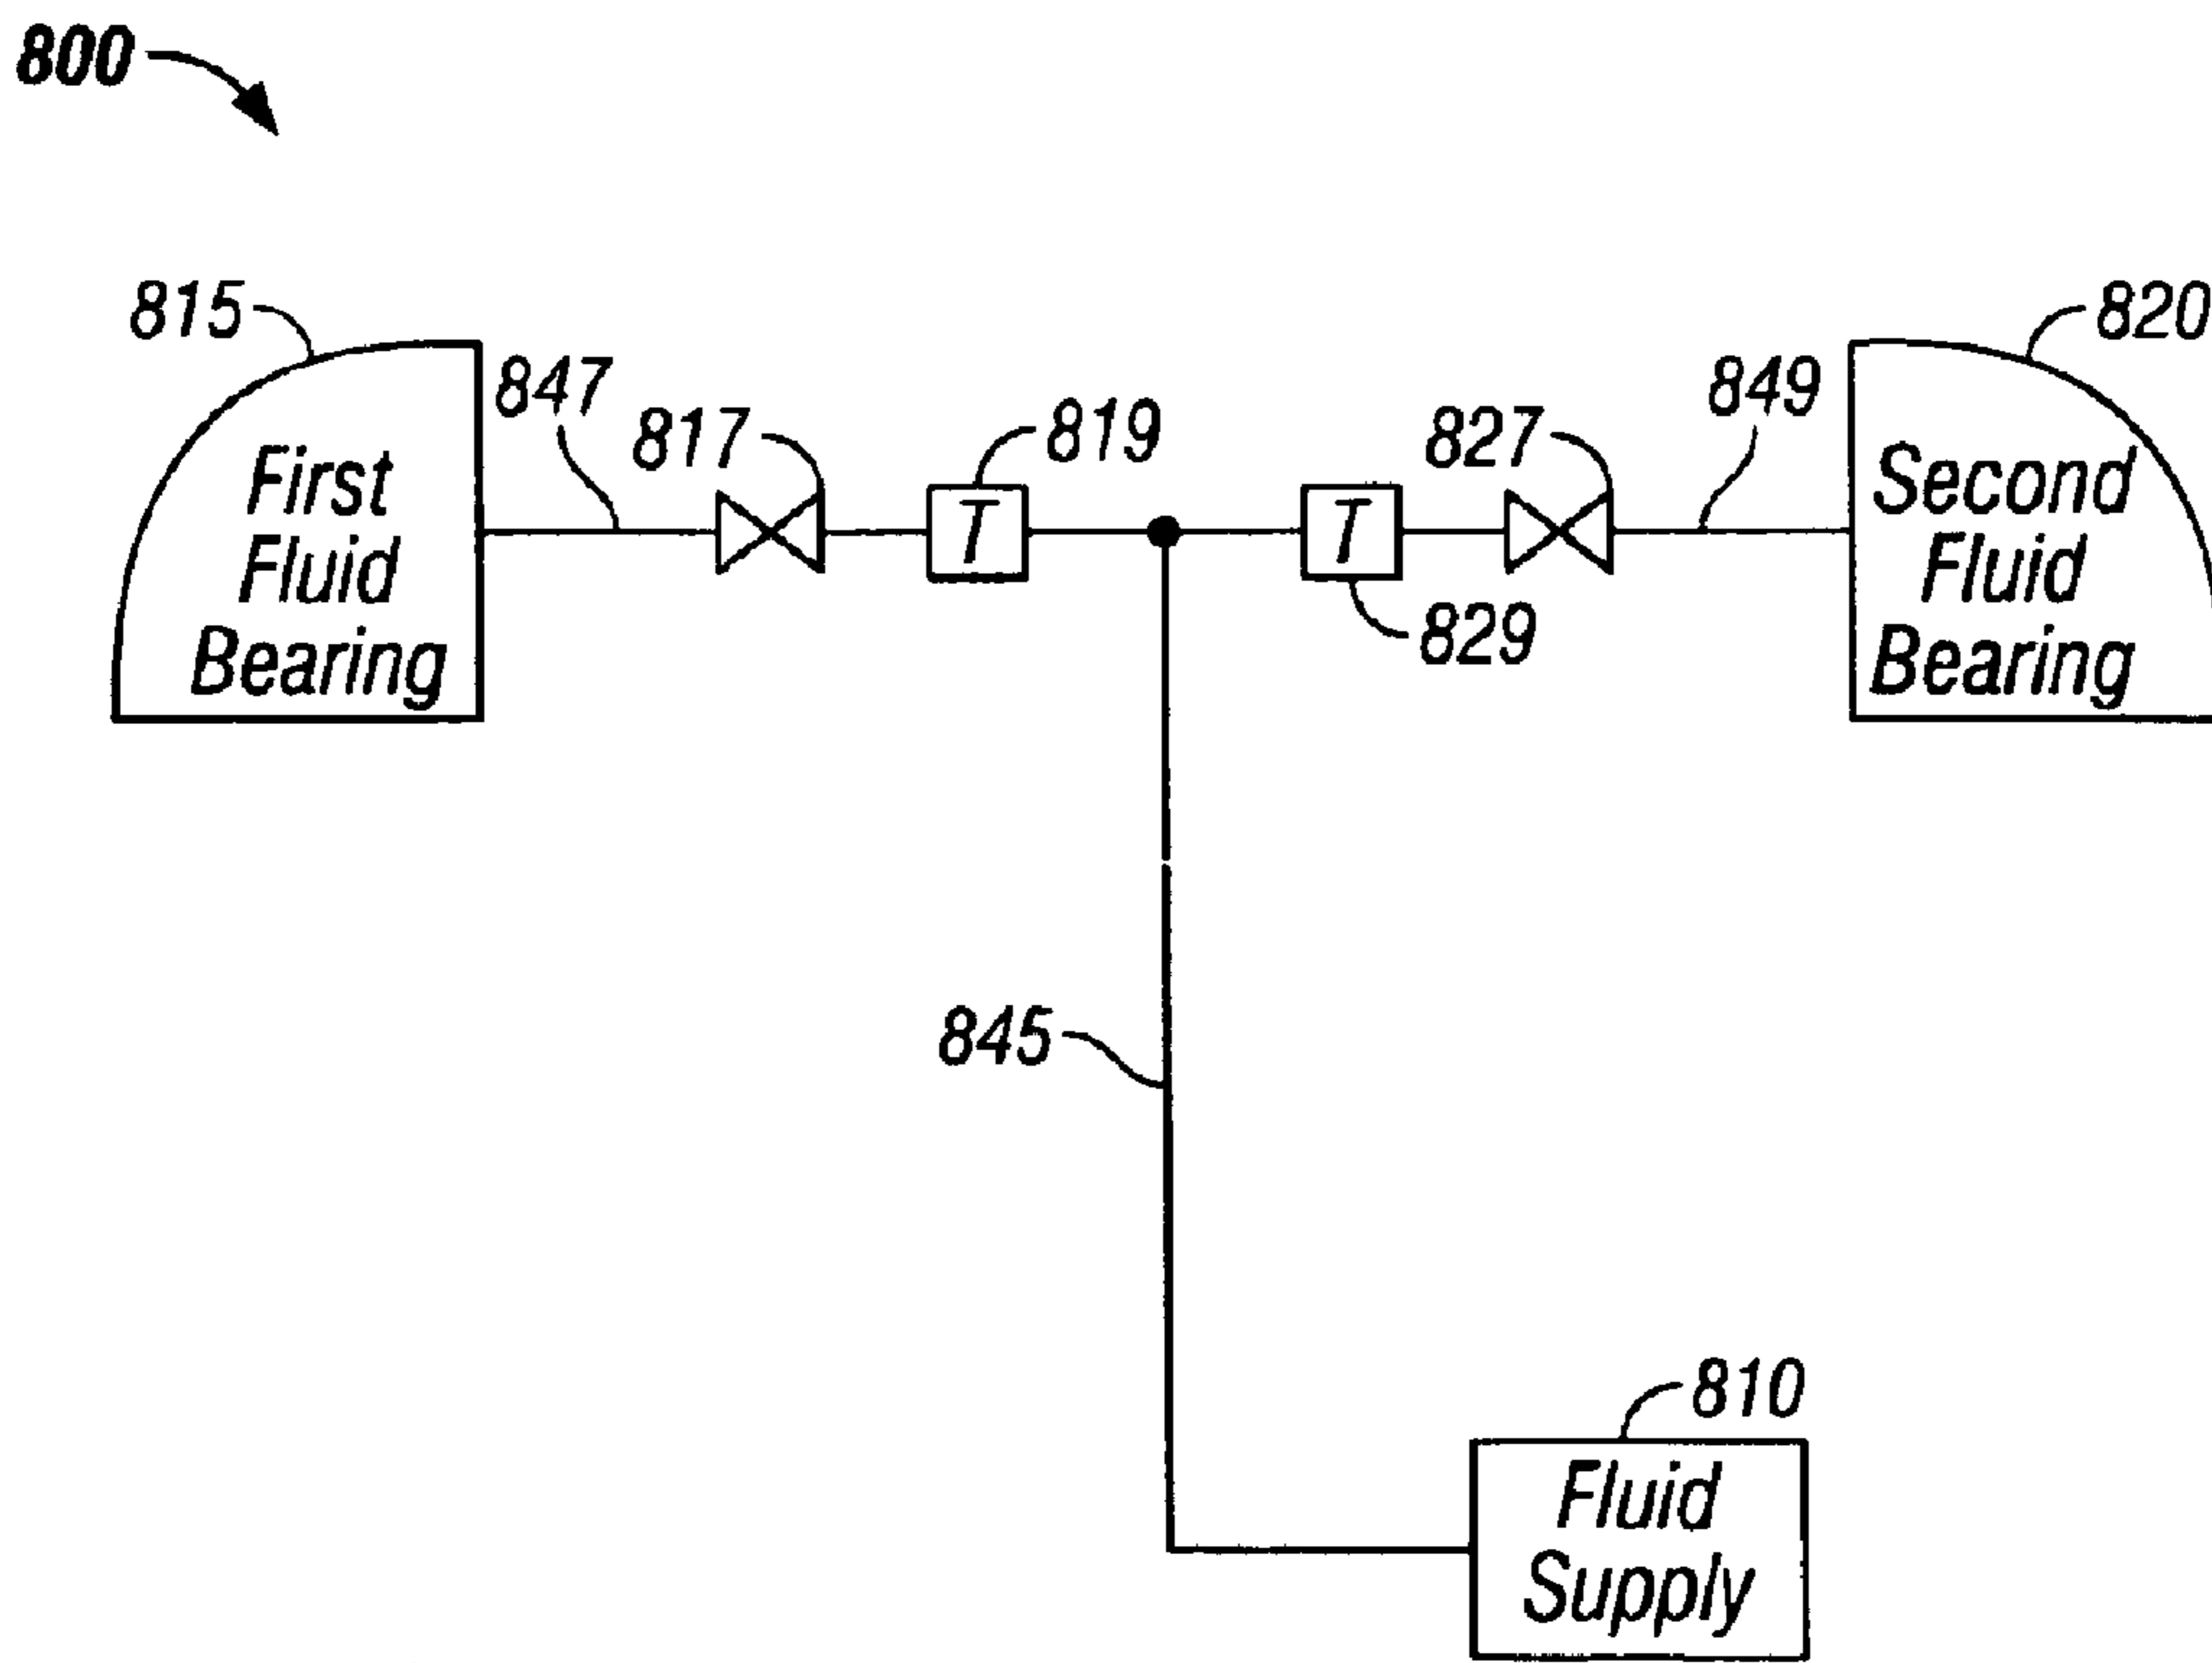 800
815
820
847
817
819
827
849
First
Fluid
Bearing
T
T
Second
Fluid
Bearing
829
845
810
Fluid
Supply